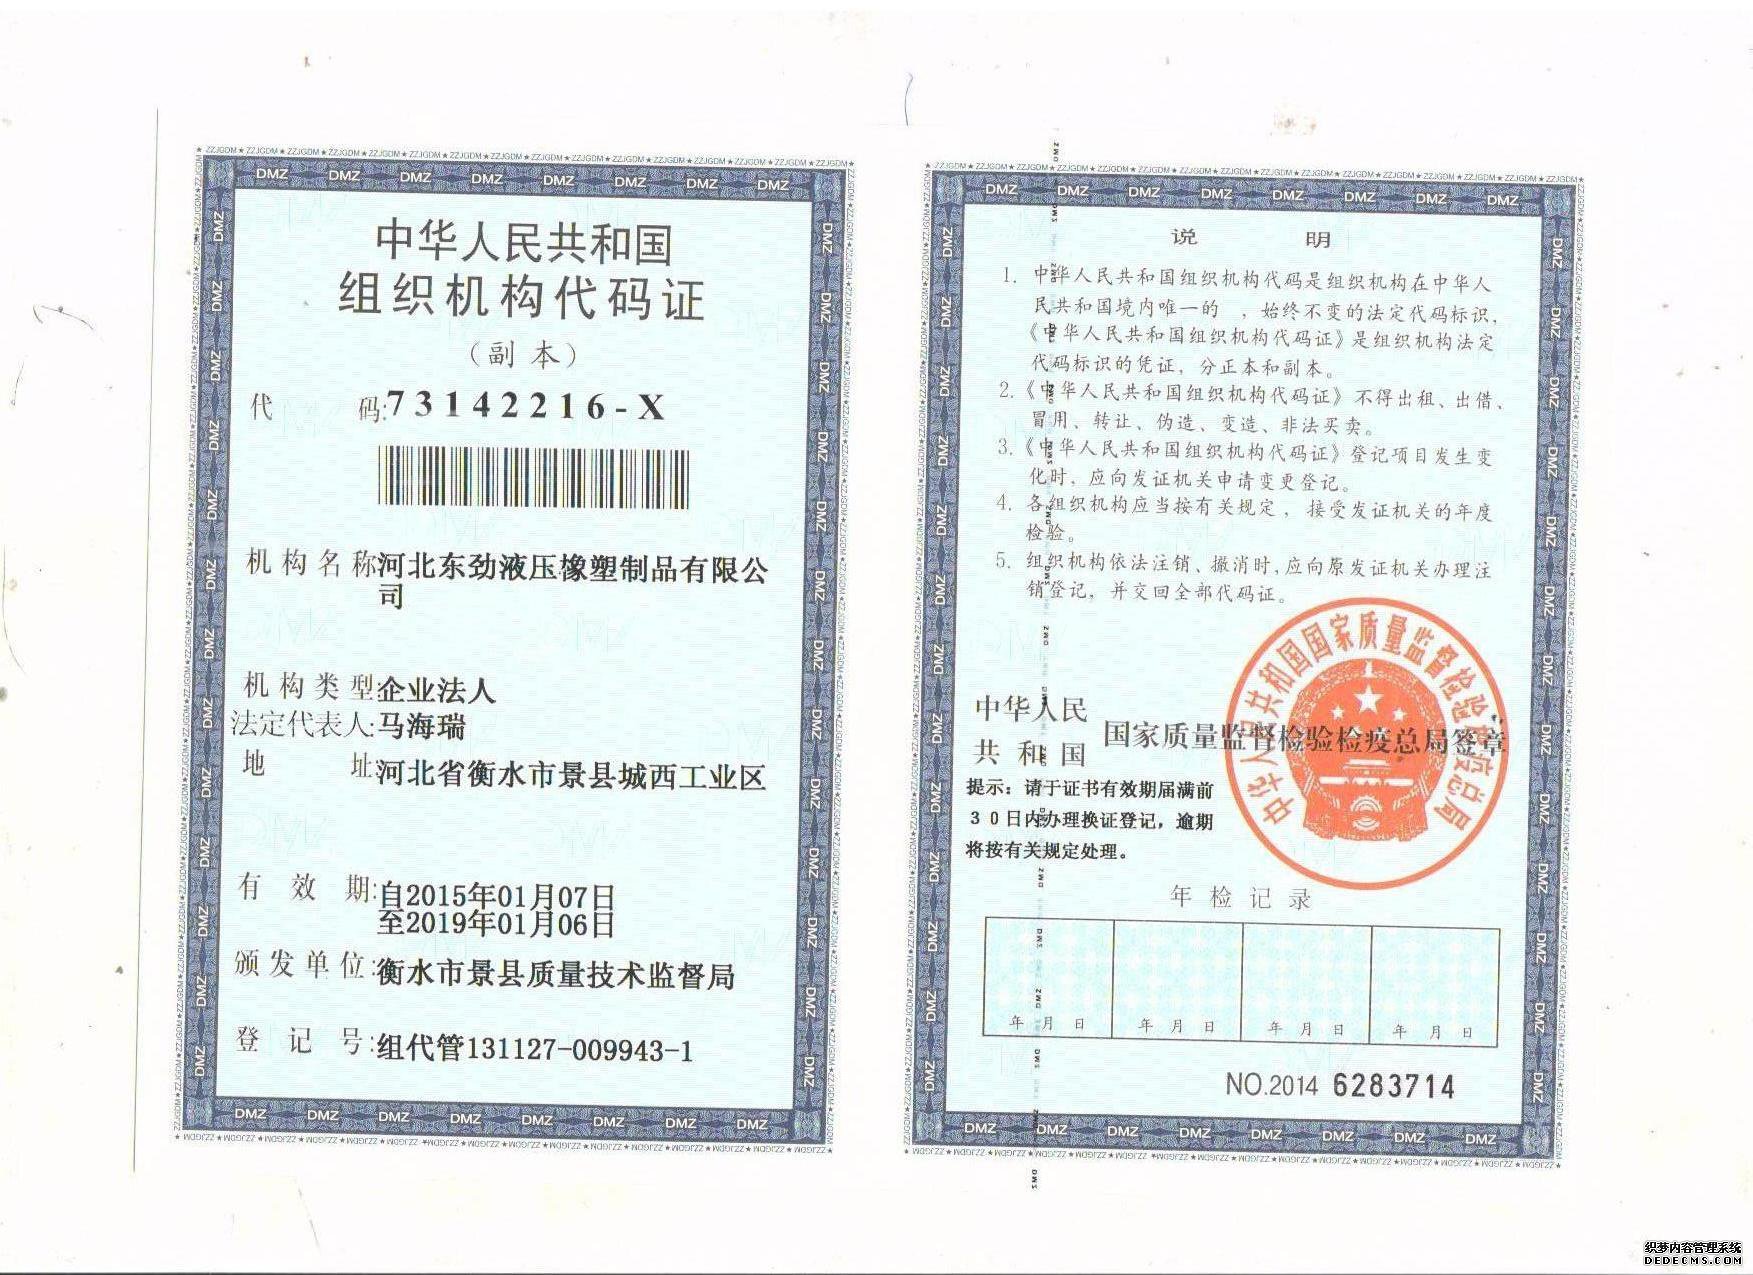 中华人民共和国
组织机构代码证
（副本）
代 码:73142216-X
机构名称:河北东劲液压橡塑制品有限公
司
机构类型:企业法人
法定代表人:马海瑞
地 址:河北省衡水市景县城西工业区
有 效 期:自2015年01月07日
至2019年01月06日
颁发单位:衡水市景县质量技术监督局
登 记 号:组代管131127-009943-1
说 明
1. 中华人民共和国组织机构代码是组织机构在中华人
民共和国境内唯一的 ，始终不变的法定代码标识，
《中华人民共和国组织机构代码证》是组织机构法定
代码标识的凭证，分正本和副本。
2.《中华人民共和国组织机构代码证》不得出租、出借、
冒用、转让、伪造、变造、非法买卖。
3.《中华人民共和国组织机构代码证》登记项目发生变
化时，应向发证机关申请变更登记。
4. 各组织机构应当按有关规定，接受发证机关的年度
检验。
5. 组织机构依法注销、撤消时，应向原发证机关办理注
销登记，并交回全部代码证。
中华人民
共和国
国家质量监督检验检疫总局签章
中华人民共和国国家质量监督检验检疫总局
提示：请于证书有效期届满前
30日内办理换证登记，逾期
将按有关规定处理。
年检记录
年 月 日 年 月 日 年 月 日 年 月 日
NO.2014 6283714
织梦内容管理系统
DEDECMS.COM